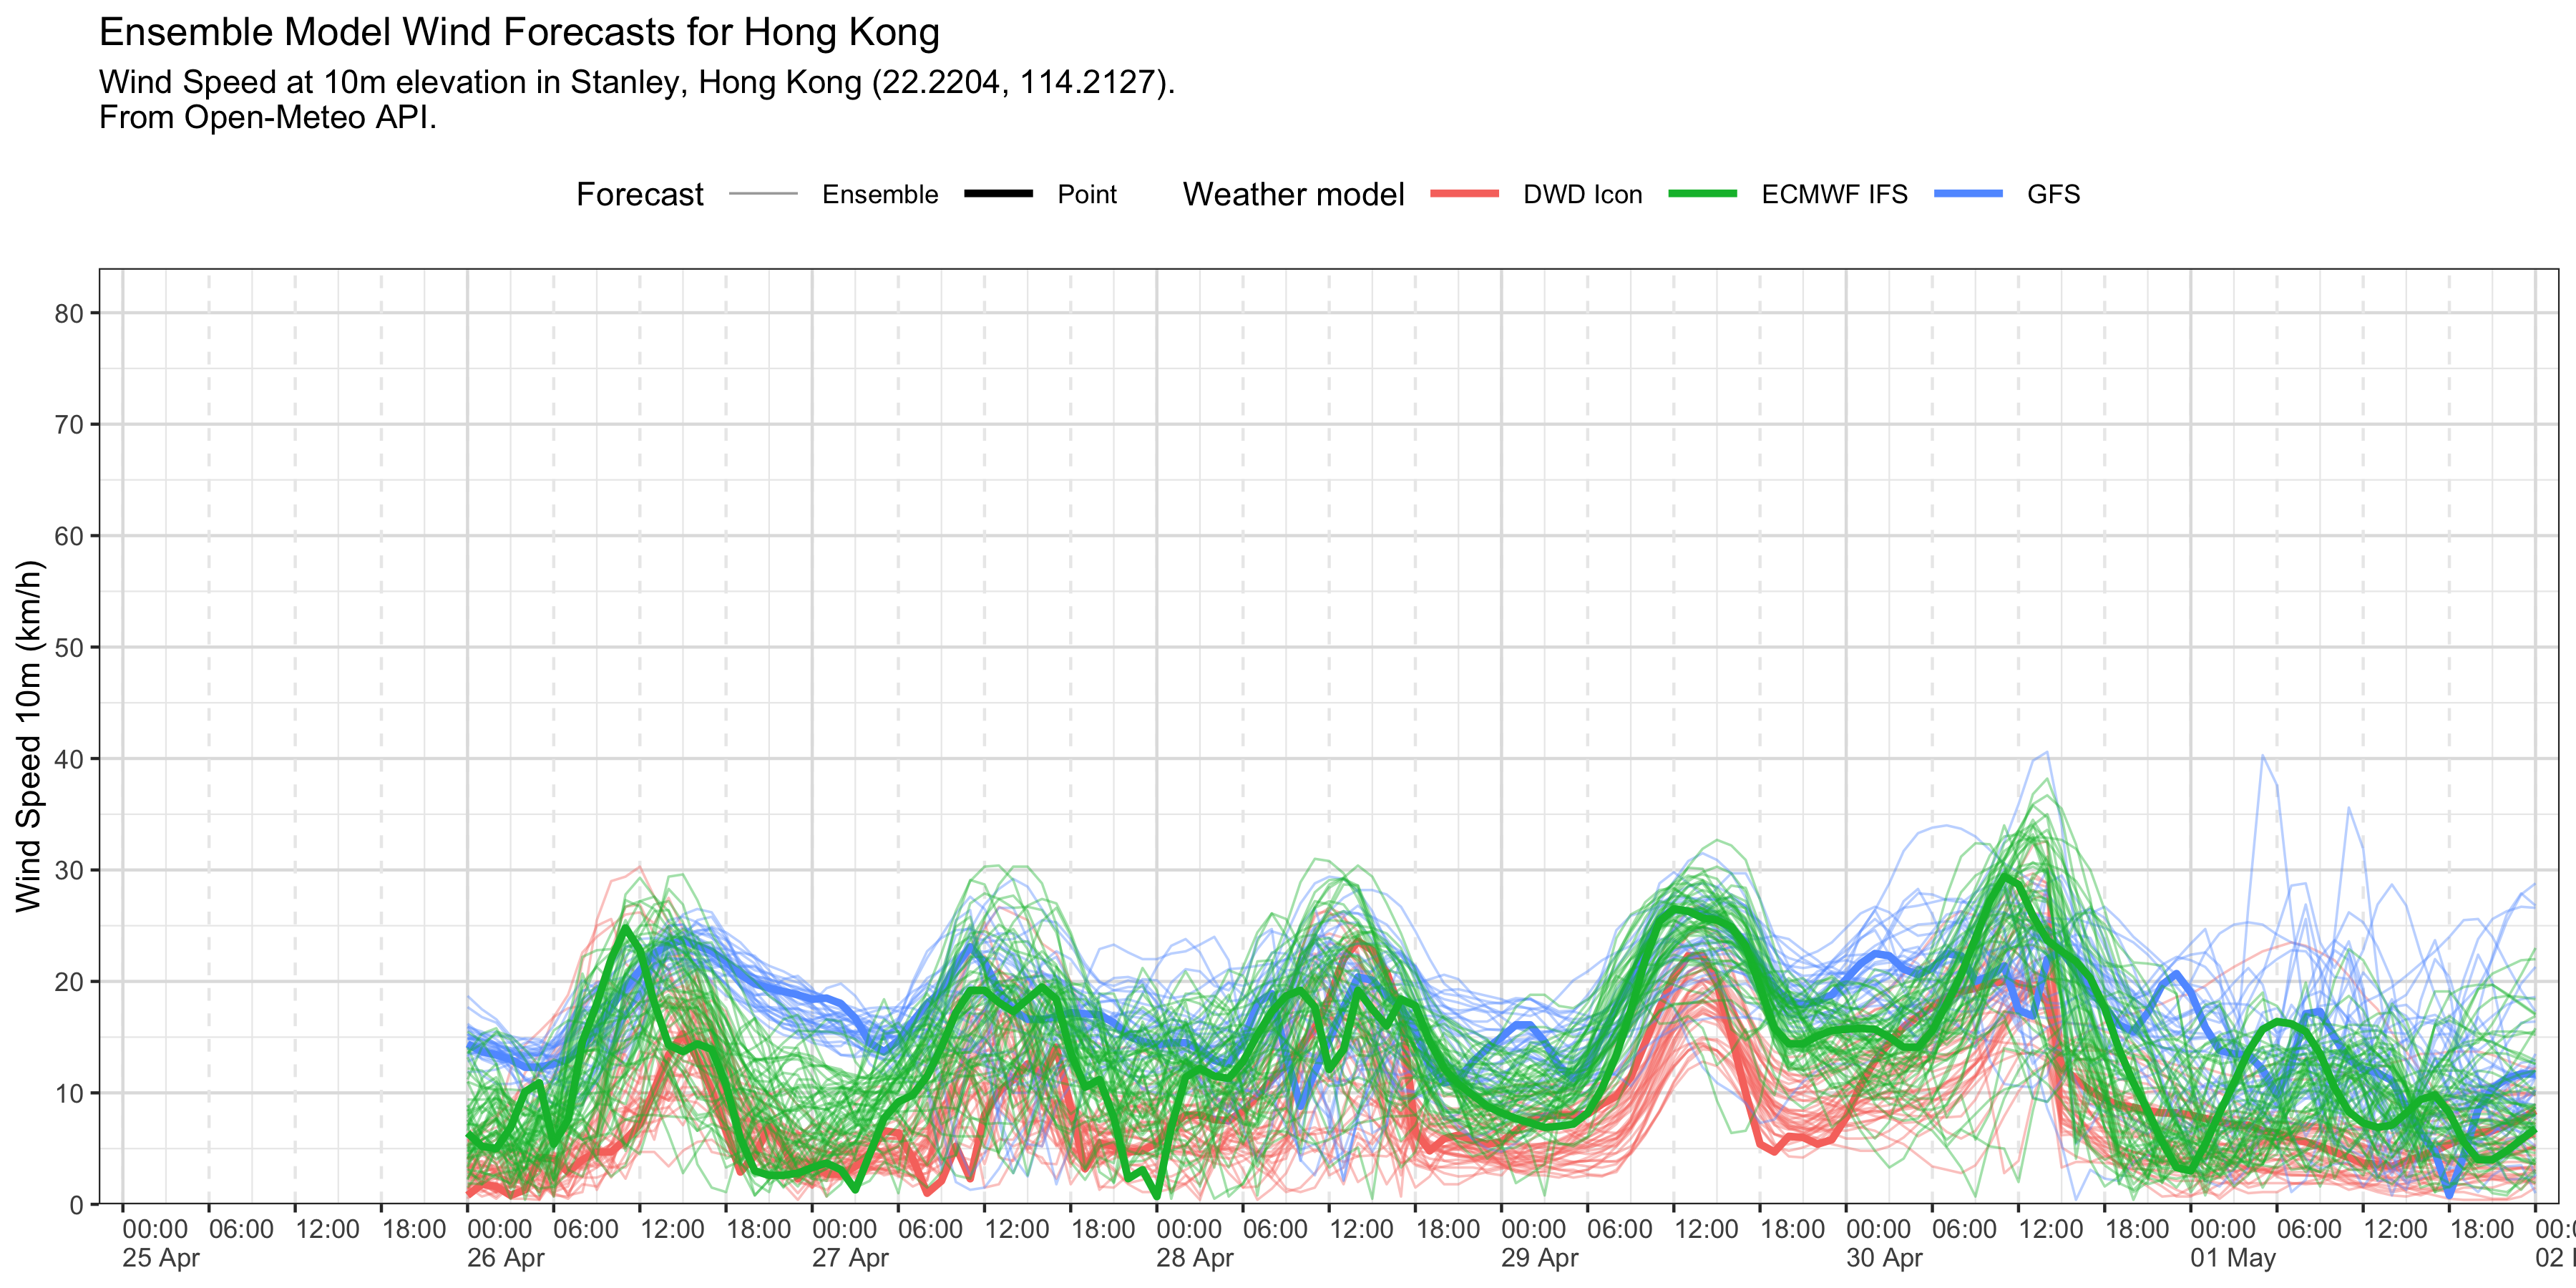 Ensemble Model Wind Forecasts for Hong Kong
Wind Speed at 10m elevation in Stanley, Hong Kong (22.2204, 114.2127).
From Open-Meteo API.
Forecast Ensemble Point Weather model DWD Icon ECMWF IFS GFS
Wind Speed 10m (km/h)
80
70
60
50
40
30
20
10
0
00:00 06:00 12:00 18:00 00:00 06:00 12:00 18:00 00:00 06:00 12:00 18:00 00:00 06:00 12:00 18:00 00:00 06:00 12:00 18:00 00:00 06:00 12:00 18:00 00:00 06:00 12:00 18:00
25 Apr 26 Apr 27 Apr 28 Apr 29 Apr 30 Apr 01 May 02